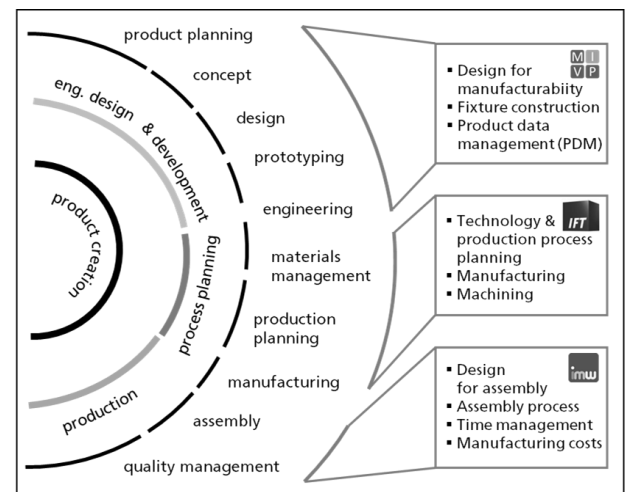 product planning
concept
design
prototyping
engineering
materials
management
production
planning
manufacturing
assembly
quality management
eng. design & development
process planning
production
product creation
M I
V P
▪ Design for
manufacturabiity
▪ Fixture construction
▪ Product data
management (PDM)
IFT
▪ Technology &
production process
planning
▪ Manufacturing
▪ Machining
imw
▪ Design
for assembly
▪ Assembly process
▪ Time management
▪ Manufacturing costs